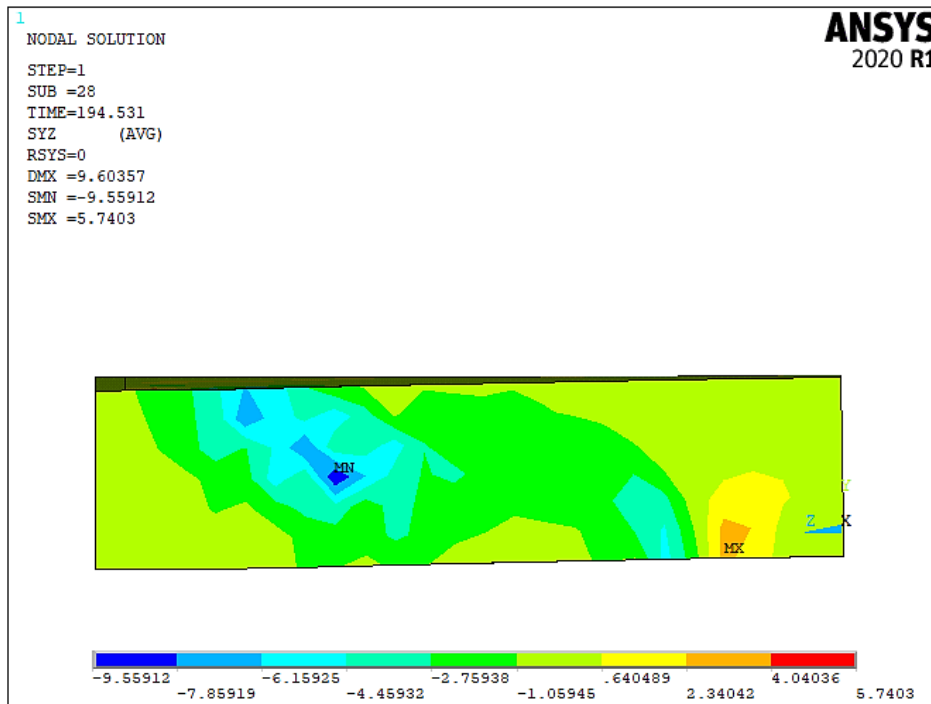 1
NODAL SOLUTION
ANSYS
2020 R1
STEP=1
SUB =28
TIME=194.531
SYZ (AVG)
RSYS=0
DMX =9.60357
SMN =-9.55912
SMX =5.7403
MN
Y
Z X
MX
-9.55912 -6.15925 -2.75938 .640489 4.04036
-7.85919 -4.45932 -1.05945 2.34042 5.7403